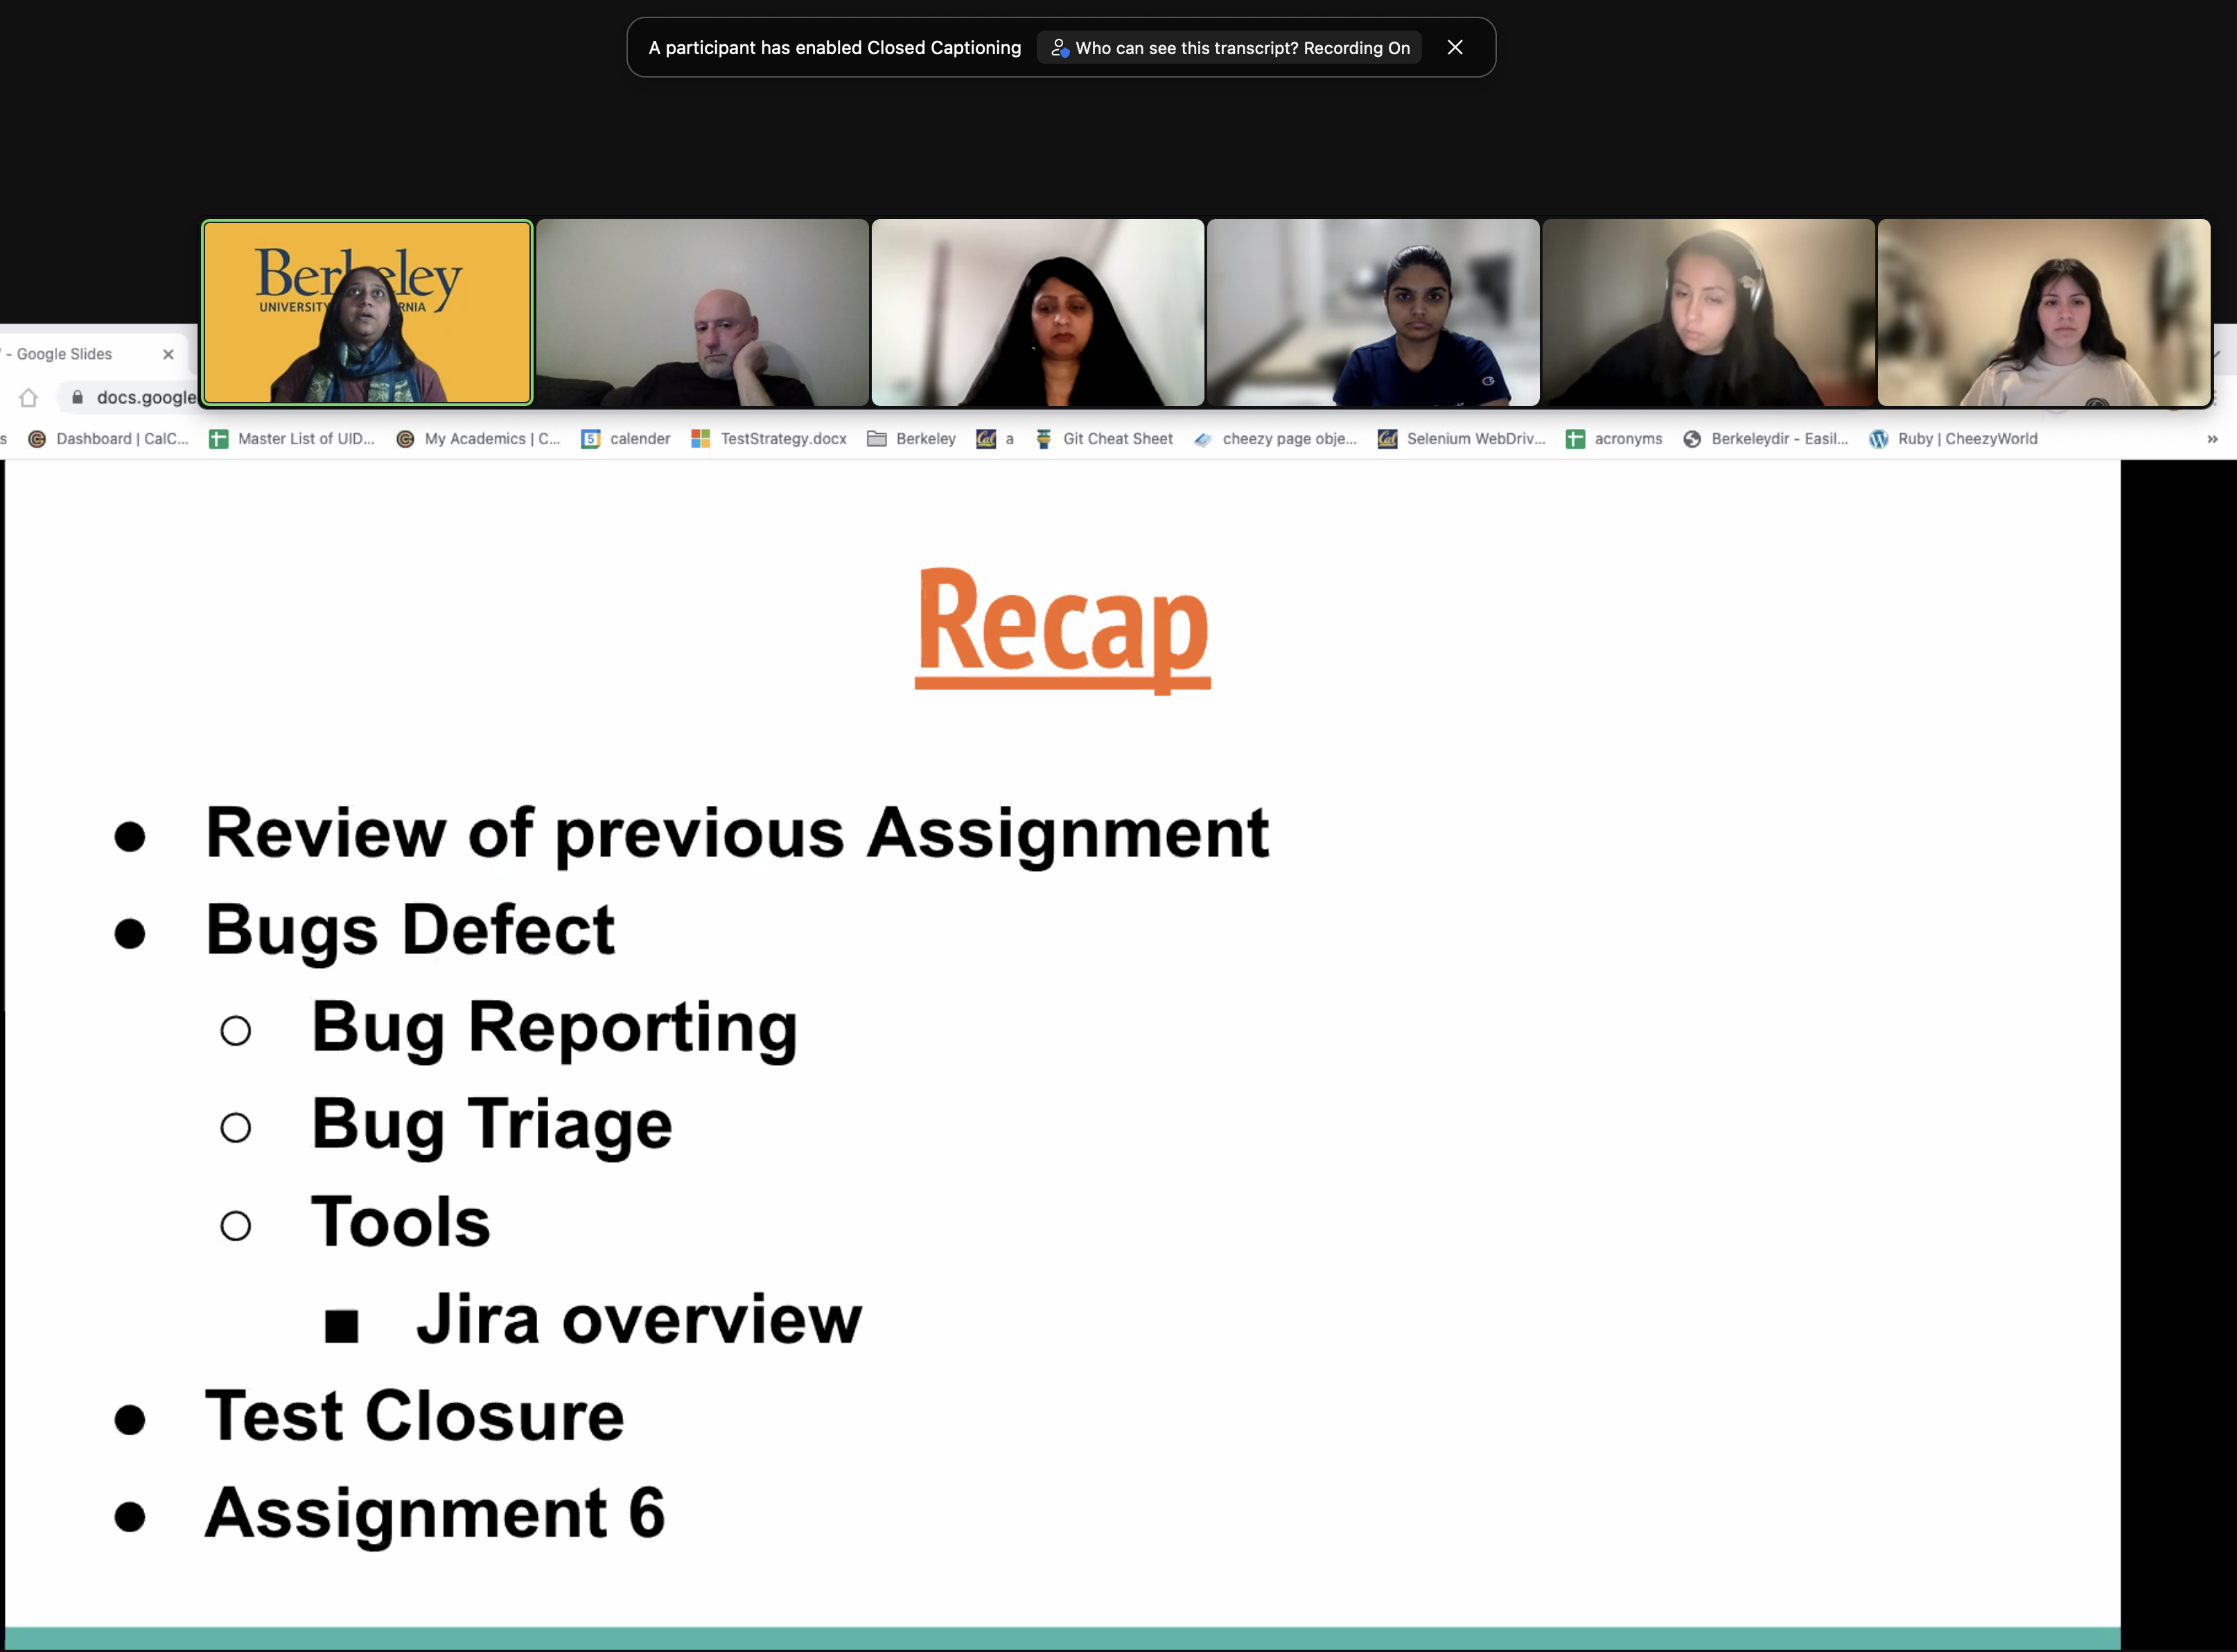 A participant has enabled Closed Captioning Who can see this transcript? Recording On
Berkeley
UNIVERSITY
- Google Slides
docs.google
s Dashboard | CalC... Master List of UID... My Academics | C... 5 calender TestStrategy.docx Berkeley Cal a Git Cheat Sheet cheezy page obje... Cal Selenium WebDriv... acronyms Berkeleydir - Easil... Ruby | CheezyWorld »
Recap
● Review of previous Assignment
● Bugs Defect
○ Bug Reporting
○ Bug Triage
○ Tools
■ Jira overview
● Test Closure
● Assignment 6